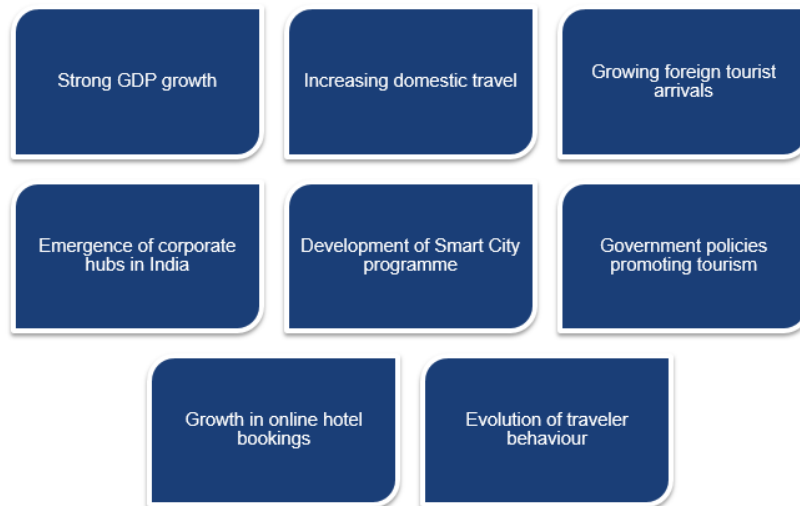 Strong GDP growth
Increasing domestic travel
Growing foreign tourist
arrivals
Emergence of corporate
hubs in India
Development of Smart City
programme
Government policies
promoting tourism
Growth in online hotel
bookings
Evolution of traveler
behaviour